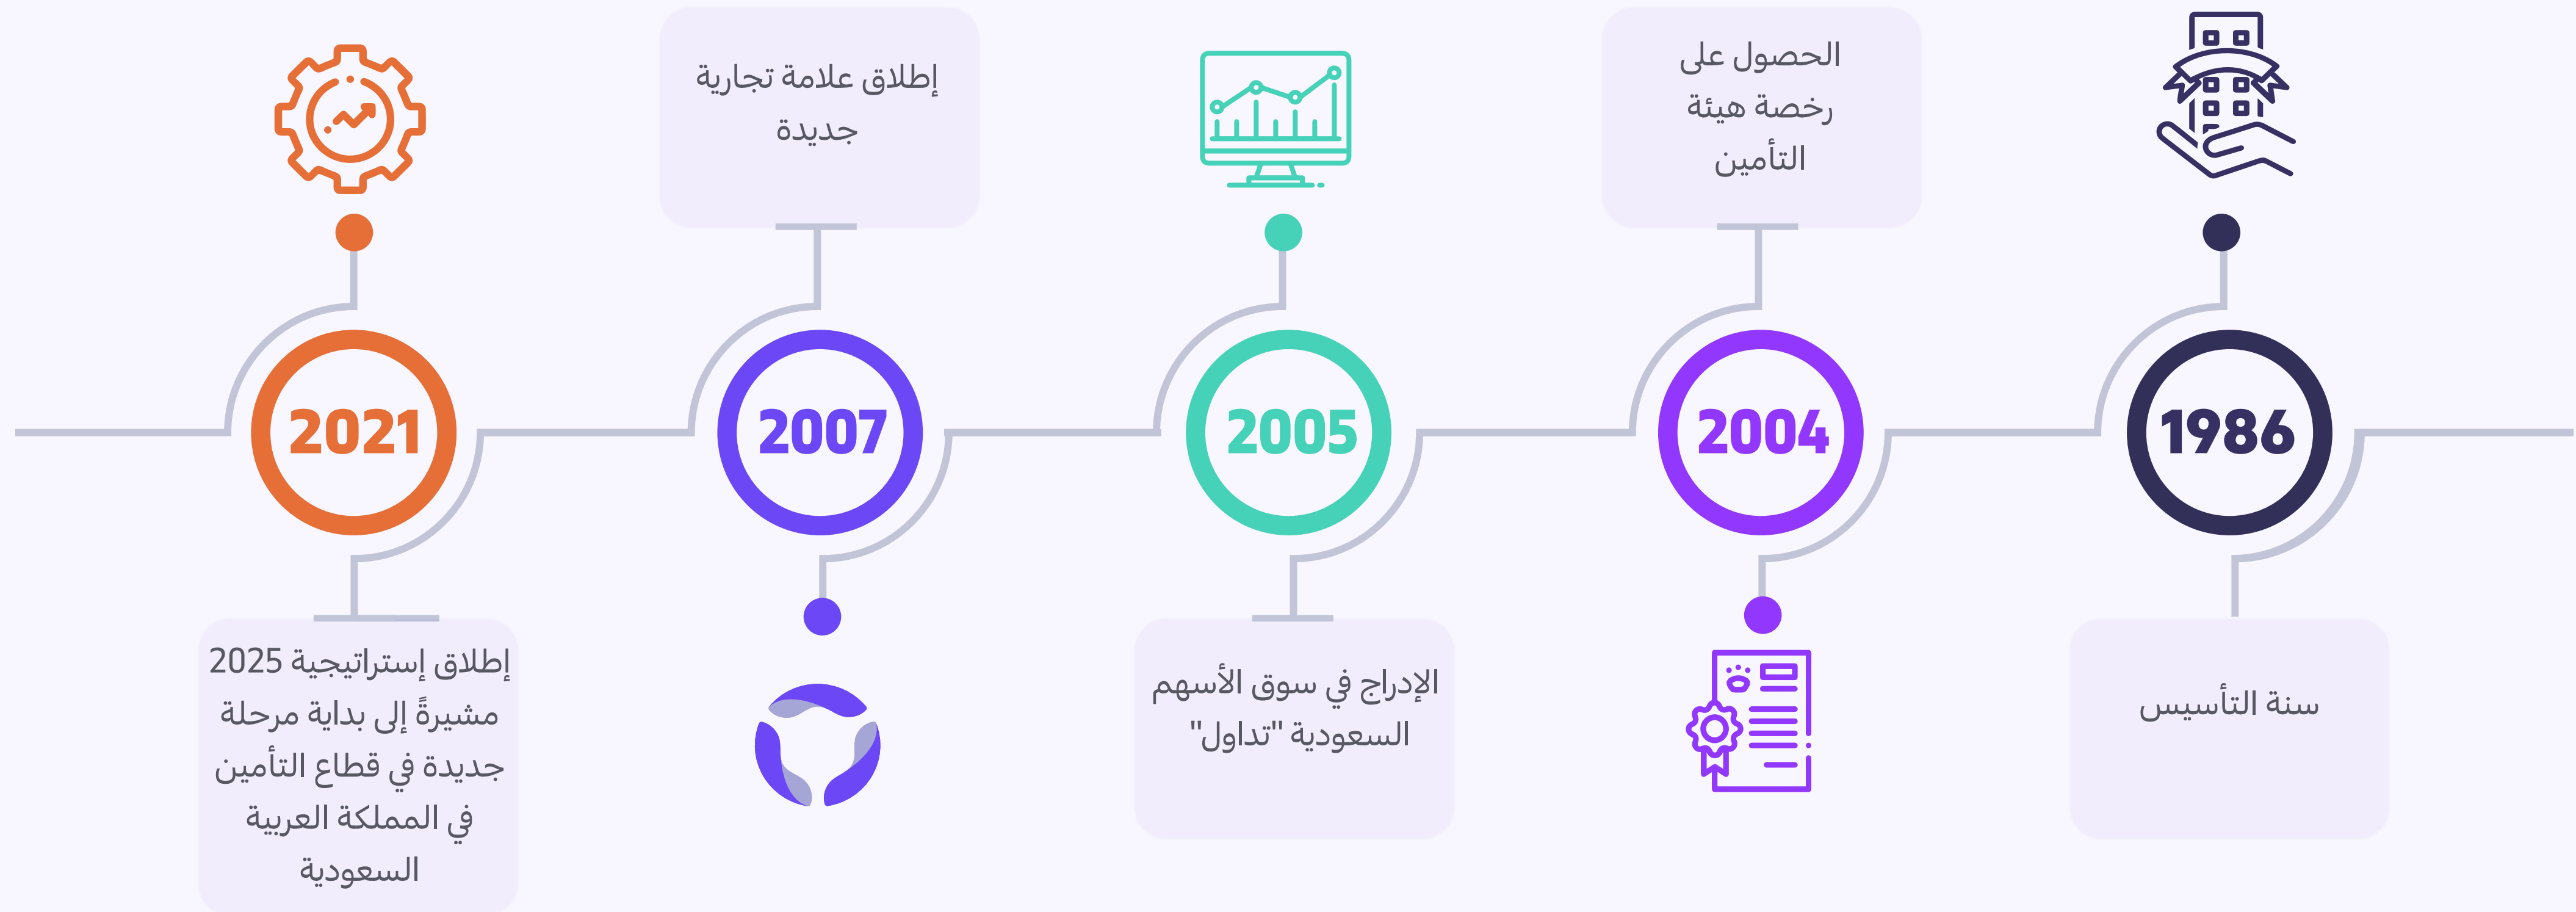 1986
سنة التأسيس
2004
الحصول على
رخصة هيئة
التأمين
2005
الإدراج في سوق الأسهم
السعودية "تداول"
2007
إطلاق علامة تجارية
جديدة
2021
إطلاق إستراتيجية 2025
مشيرةً إلى بداية مرحلة
جديدة في قطاع التأمين
في المملكة العربية
السعودية